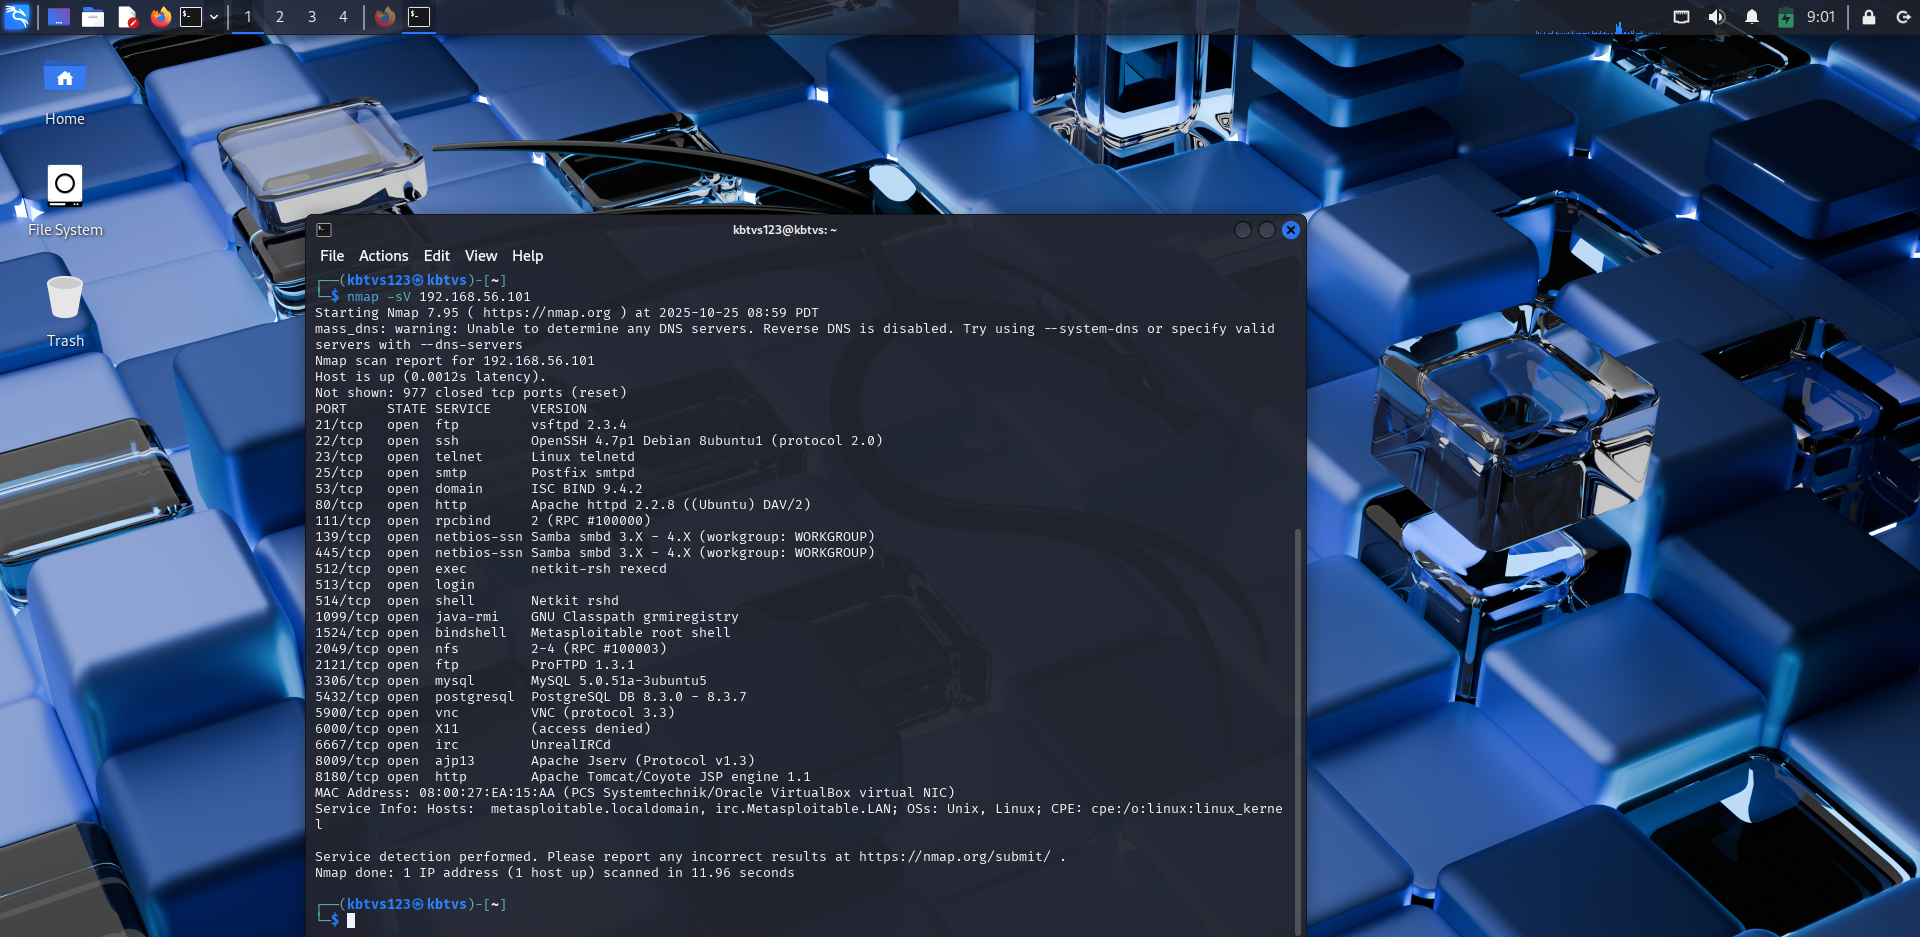 1 2 3 4
9:01
Home
File System
Trash
kbtvs123@kbtvs: ~
File Actions Edit View Help
┌──(kbtvs123㉿kbtvs)-[~]
└─$ nmap -sV 192.168.56.101
Starting Nmap 7.95 ( https://nmap.org ) at 2025-10-25 08:59 PDT
mass_dns: warning: Unable to determine any DNS servers. Reverse DNS is disabled. Try using --system-dns or specify valid
servers with --dns-servers
Nmap scan report for 192.168.56.101
Host is up (0.0012s latency).
Not shown: 977 closed tcp ports (reset)
PORT     STATE SERVICE     VERSION
21/tcp   open  ftp         vsftpd 2.3.4
22/tcp   open  ssh         OpenSSH 4.7p1 Debian 8ubuntu1 (protocol 2.0)
23/tcp   open  telnet      Linux telnetd
25/tcp   open  smtp        Postfix smtpd
53/tcp   open  domain      ISC BIND 9.4.2
80/tcp   open  http        Apache httpd 2.2.8 ((Ubuntu) DAV/2)
111/tcp  open  rpcbind     2 (RPC #100000)
139/tcp  open  netbios-ssn Samba smbd 3.X - 4.X (workgroup: WORKGROUP)
445/tcp  open  netbios-ssn Samba smbd 3.X - 4.X (workgroup: WORKGROUP)
512/tcp  open  exec        netkit-rsh rexecd
513/tcp  open  login
514/tcp  open  shell       Netkit rshd
1099/tcp open  java-rmi    GNU Classpath grmiregistry
1524/tcp open  bindshell   Metasploitable root shell
2049/tcp open  nfs         2-4 (RPC #100003)
2121/tcp open  ftp         ProFTPD 1.3.1
3306/tcp open  mysql       MySQL 5.0.51a-3ubuntu5
5432/tcp open  postgresql  PostgreSQL DB 8.3.0 - 8.3.7
5900/tcp open  vnc         VNC (protocol 3.3)
6000/tcp open  X11         (access denied)
6667/tcp open  irc         UnrealIRCd
8009/tcp open  ajp13       Apache Jserv (Protocol v1.3)
8180/tcp open  http        Apache Tomcat/Coyote JSP engine 1.1
MAC Address: 08:00:27:EA:15:AA (PCS Systemtechnik/Oracle VirtualBox virtual NIC)
Service Info: Hosts:  metasploitable.localdomain, irc.Metasploitable.LAN; OSs: Unix, Linux; CPE: cpe:/o:linux:linux_kerne
l
Service detection performed. Please report any incorrect results at https://nmap.org/submit/ .
Nmap done: 1 IP address (1 host up) scanned in 11.96 seconds
┌──(kbtvs123㉿kbtvs)-[~]
└─$